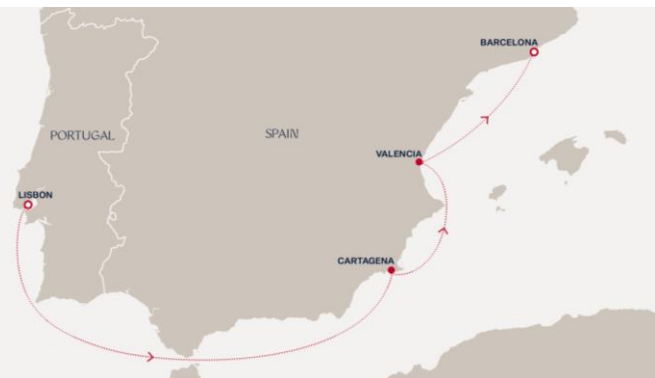 BARCELONA
PORTUGAL
SPAIN
VALENCIA
LISBON
CARTAGENA